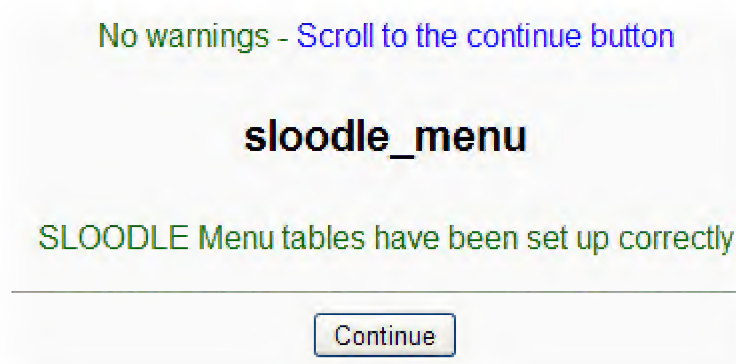 No warnings - Scroll to the continue button
sloodle_menu
SLOODLE Menu tables have been set up correctly
Continue